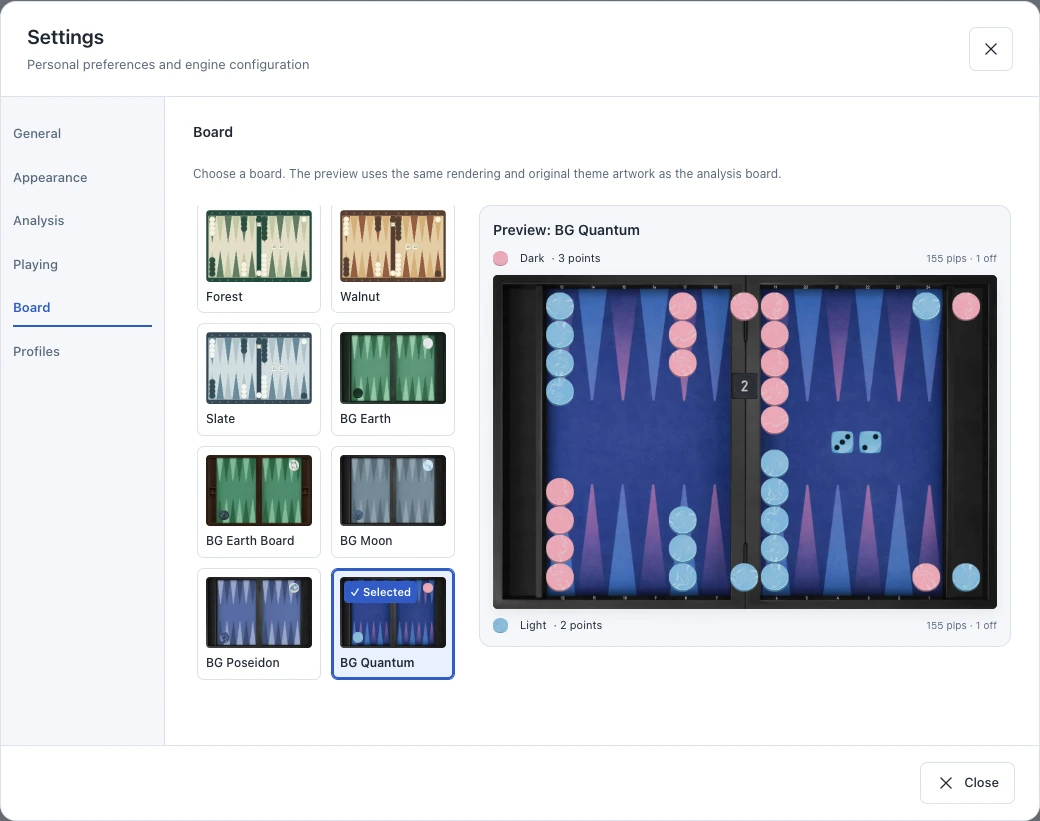 Settings
Personal preferences and engine configuration
General
Appearance
Analysis
Playing
Board
Profiles
Board
Choose a board. The preview uses the same rendering and original theme artwork as the analysis board.
Forest
Walnut
Slate
BG Earth
BG Earth Board
BG Moon
BG Poseidon
✓ Selected
BG Quantum
Preview: BG Quantum
Dark · 3 points
155 pips · 1 off
2
Light · 2 points
155 pips · 1 off
Close